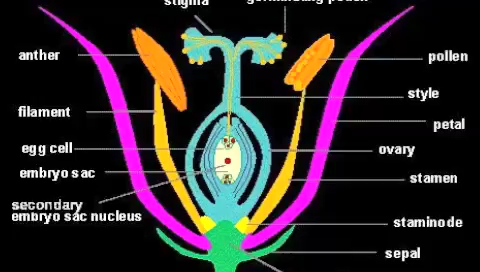 stigma
germinating pollen
anther
pollen
style
filament
petal
egg cell
ovary
embryo sac
stamen
secondary
embryo sac nucleus
staminode
sepal